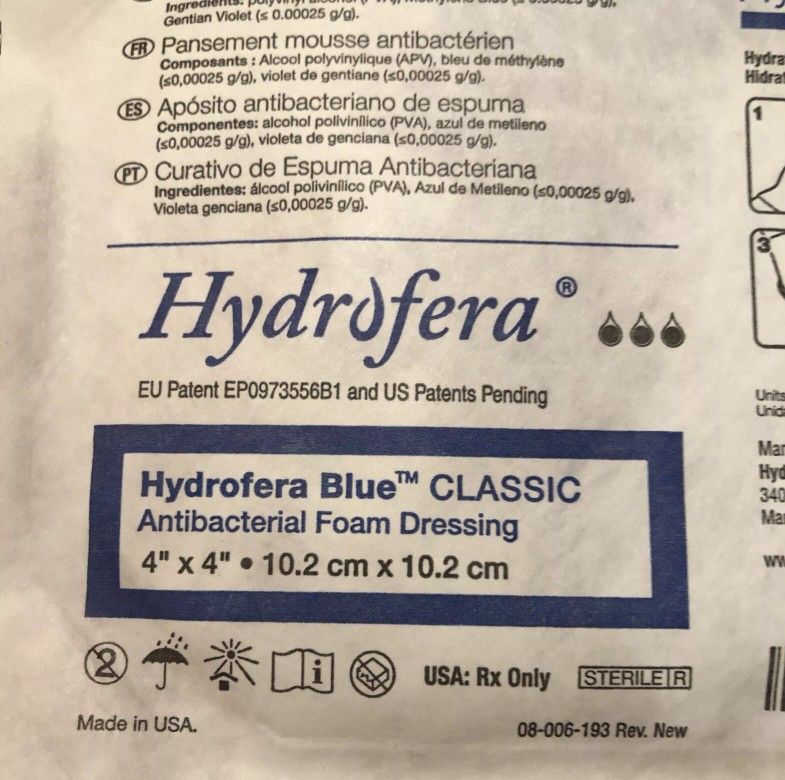 Gentian Violet (≤ 0.00025 g/g).
FR Pansement mousse antibactérien
Composants : Alcool polyvinylique (APV), bleu de méthylène
(≤0,00025 g/g), violet de gentiane (≤0,00025 g/g).
ES Apósito antibacteriano de espuma
Componentes: alcohol polivinílico (PVA), azul de metileno
(≤0,00025 g/g), violeta de genciana (≤0,00025 g/g).
PT Curativo de Espuma Antibacteriana
Ingredientes: álcool polivinílico (PVA), Azul de Metileno (≤0,00025 g/g),
Violeta genciana (≤0,00025 g/g).
Hydrofera®
EU Patent EP0973556B1 and US Patents Pending
Hydrofera Blue™ CLASSIC
Antibacterial Foam Dressing
4" x 4" • 10.2 cm x 10.2 cm
2
i
USA: Rx Only
STERILE R
Made in USA.
08-006-193 Rev. New
1
3
340